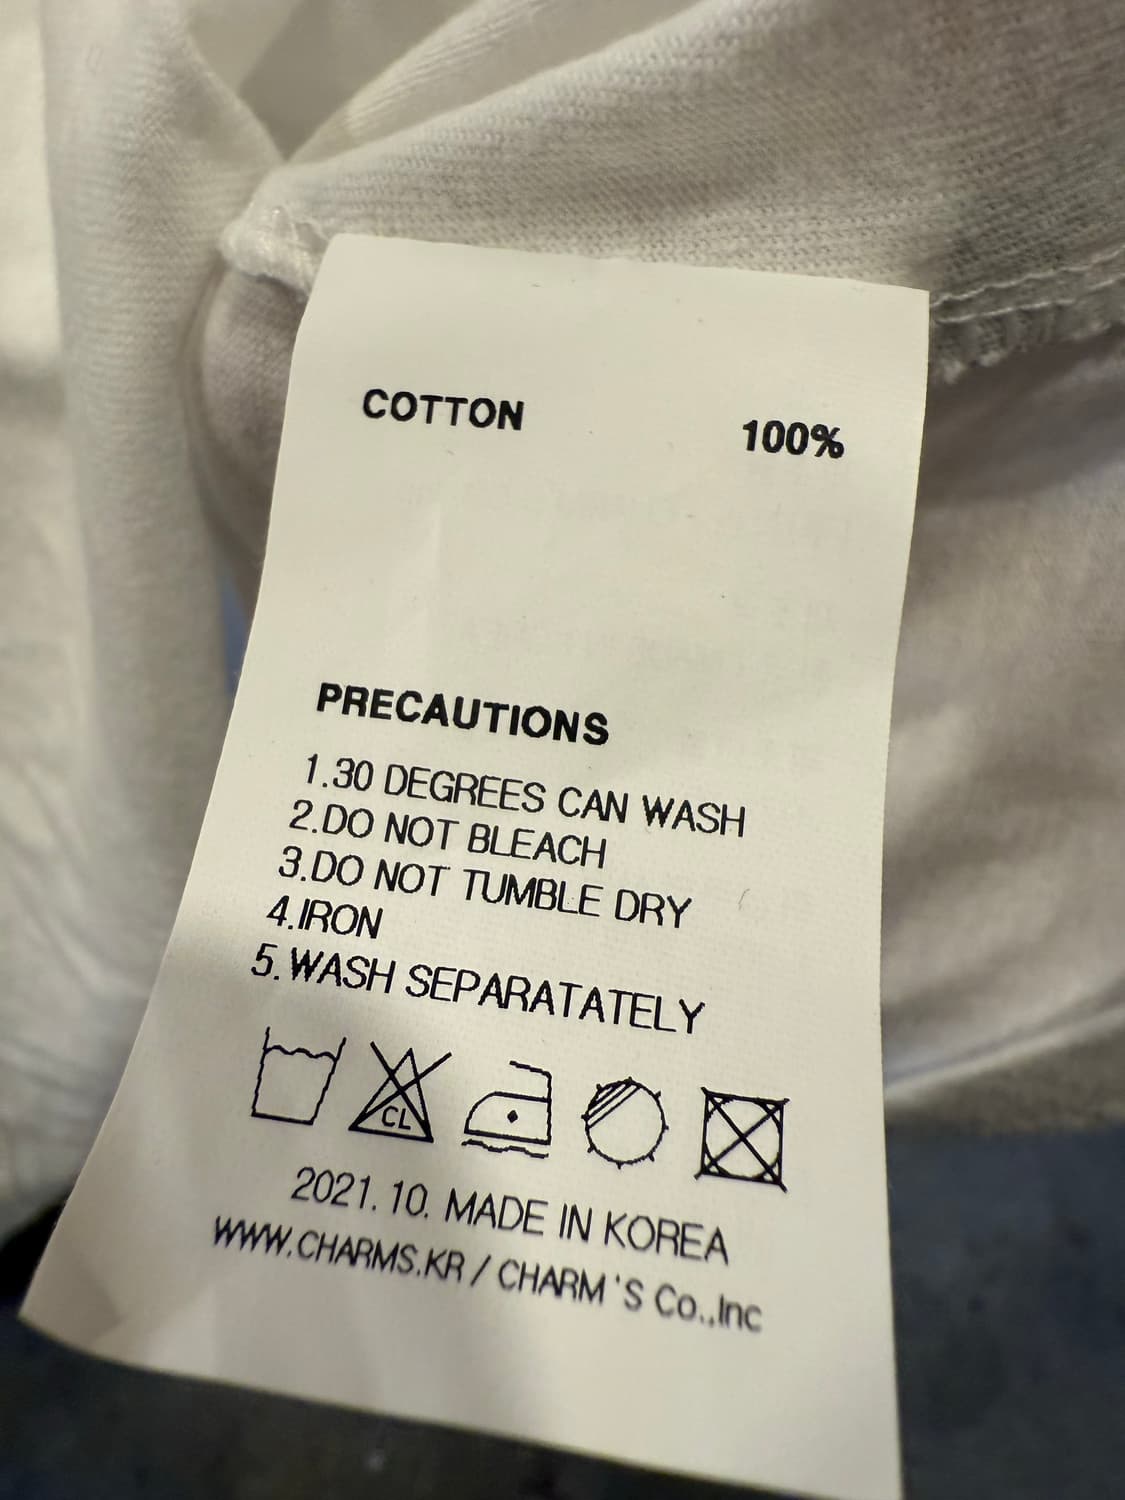 COTTON 100%
PRECAUTIONS
1.30 DEGREES CAN WASH
2.DO NOT BLEACH
3.DO NOT TUMBLE DRY
4.IRON
5.WASH SEPARATATELY
CL
2021.10. MADE IN KOREA
WWW.CHARMS.KR / CHARM'S Co.,Inc